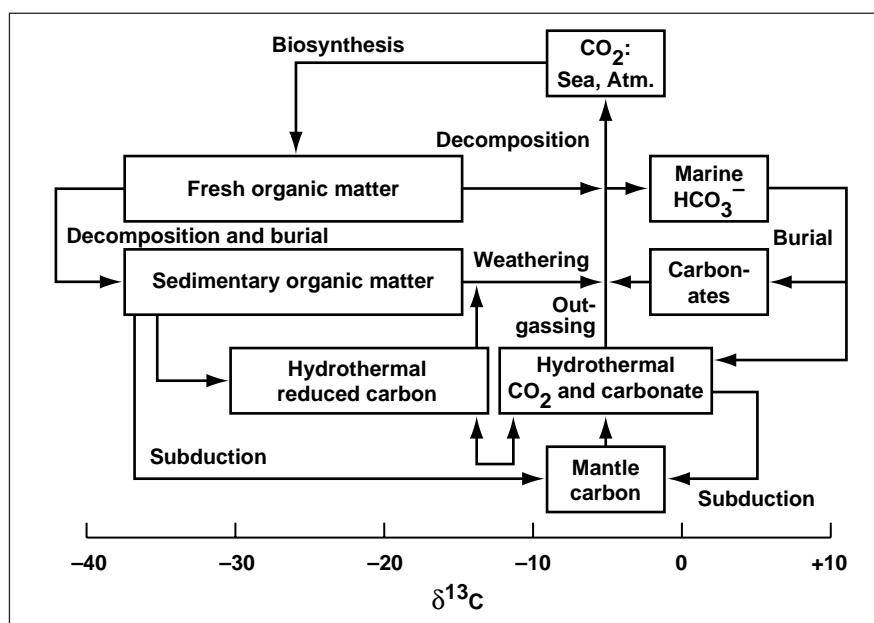 Biosynthesis
CO2:
Sea, Atm.
Decomposition
Fresh organic matter
Marine
HCO3−
Decomposition and burial
Burial
Weathering
Sedimentary organic matter
Carbon-
ates
Out-
gassing
Hydrothermal
reduced carbon
Hydrothermal
CO2 and carbonate
Subduction
Mantle
carbon
Subduction
−40 −30 −20 −10 0 +10
δ13C